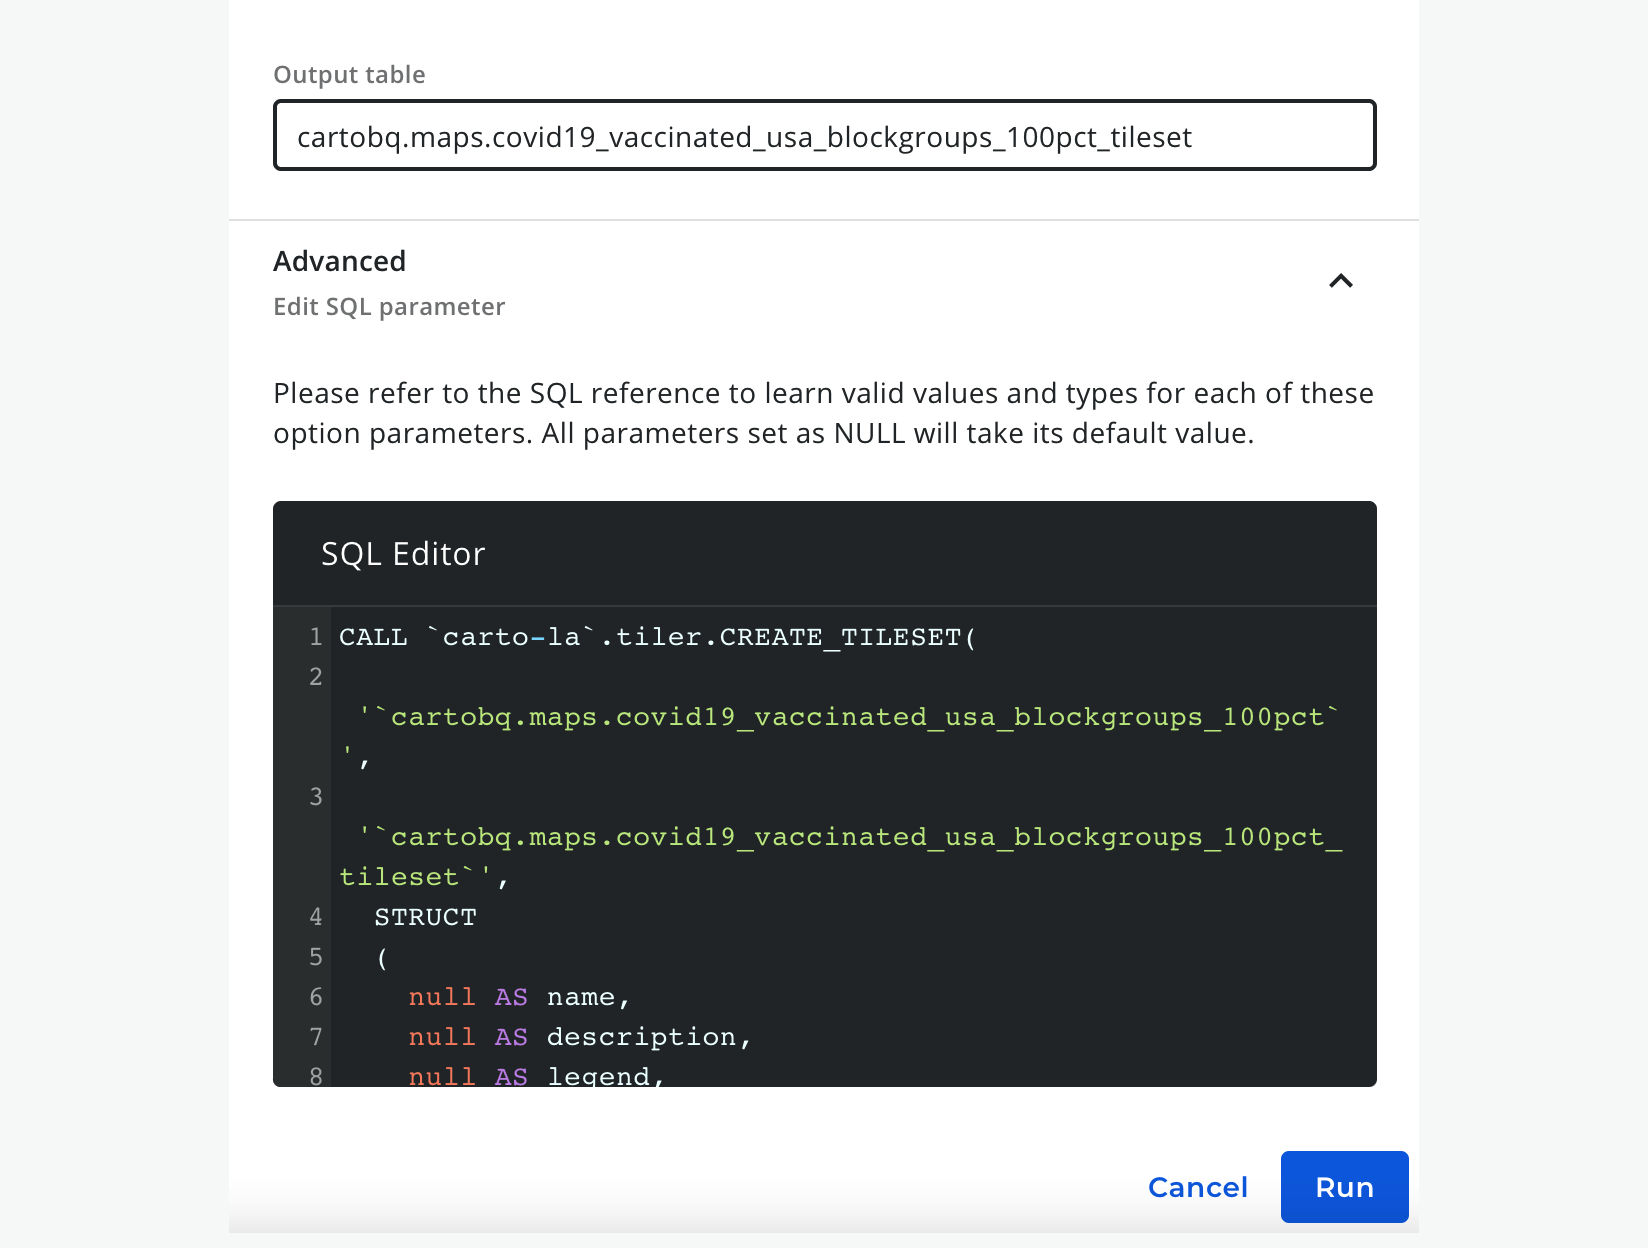 Output table
cartobq.maps.covid19_vaccinated_usa_blockgroups_100pct_tileset
Advanced
Edit SQL parameter
Please refer to the SQL reference to learn valid values and types for each of these
option parameters. All parameters set as NULL will take its default value.
SQL Editor
1 CALL `carto-la`.tiler.CREATE_TILESET(
2
'`cartobq.maps.covid19_vaccinated_usa_blockgroups_100pct`
',
3
'`cartobq.maps.covid19_vaccinated_usa_blockgroups_100pct_
tileset`',
4 STRUCT
5 (
6 null AS name,
7 null AS description,
8 null AS legend,
Cancel Run